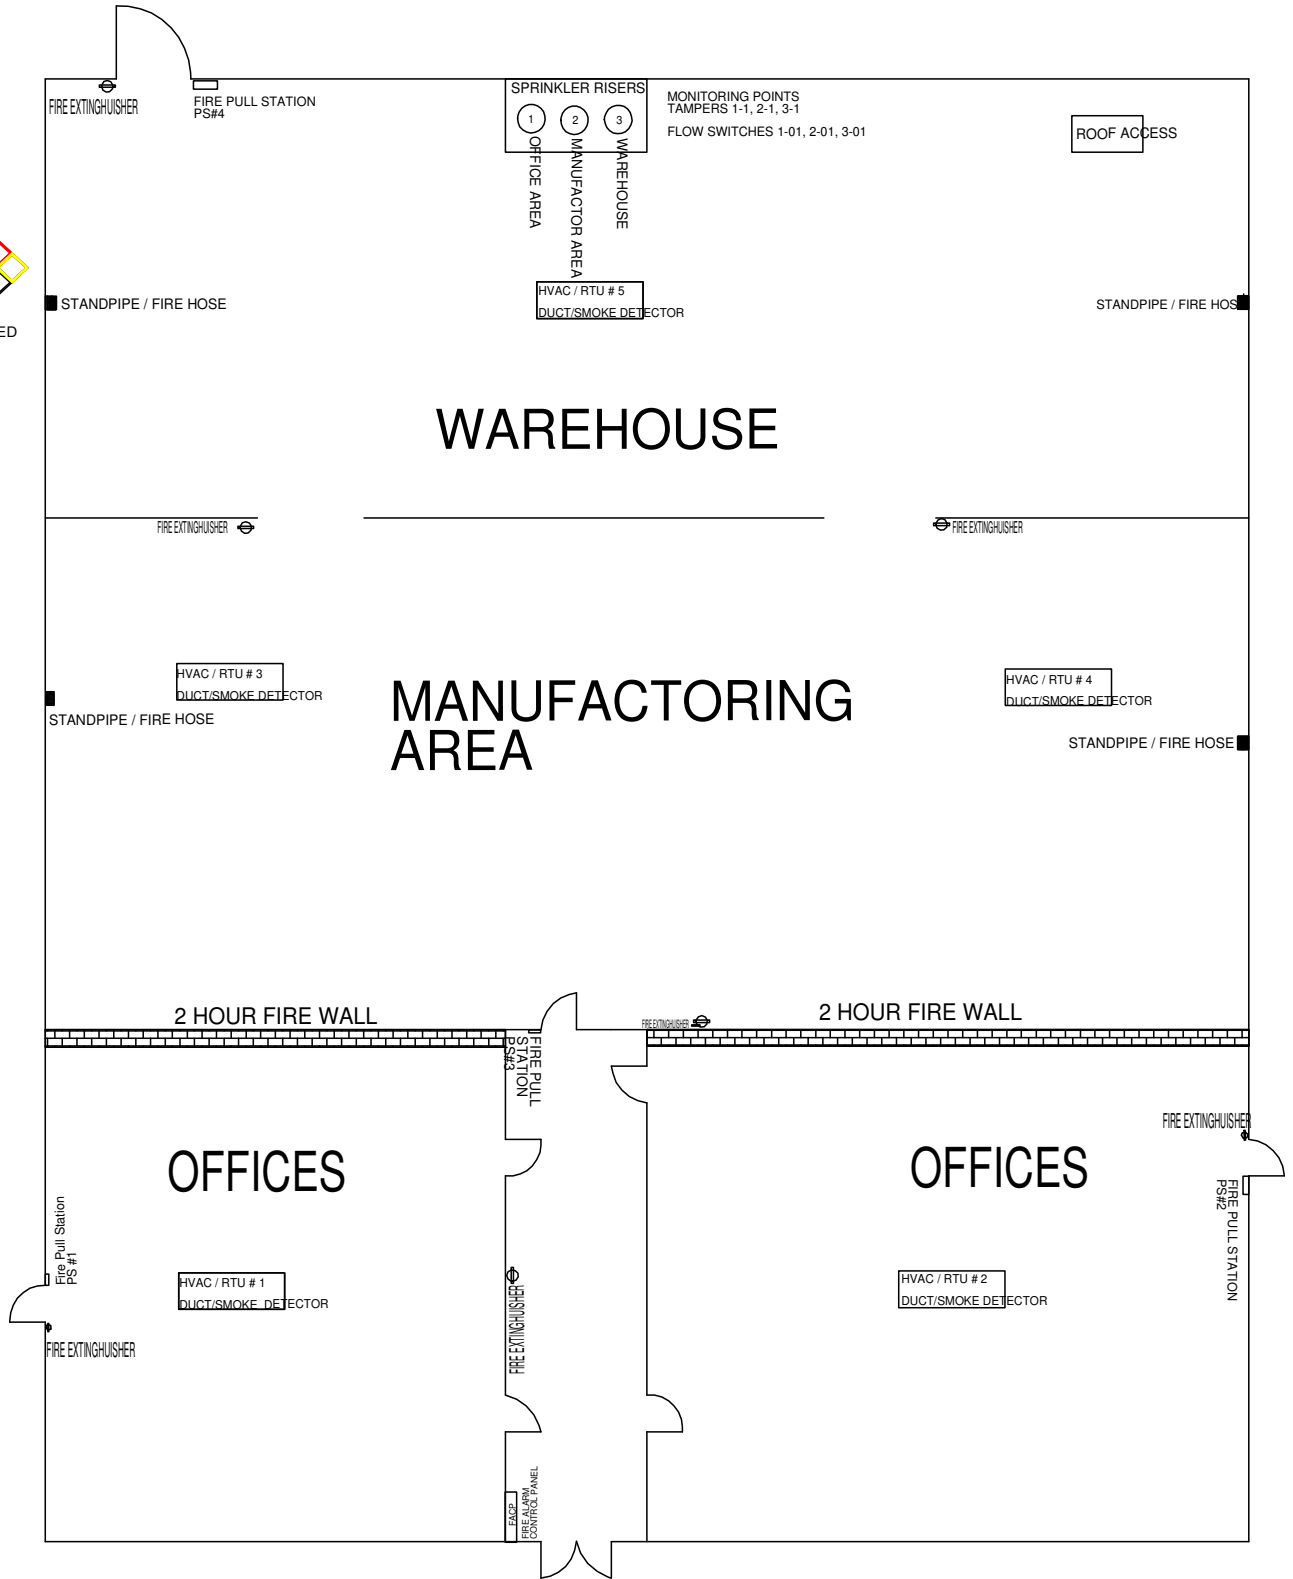 SPRINKLER RISERS
1
2
3
OFFICE AREA
MANUFACTOR AREA
WAREHOUSE
MONITORING POINTS
TAMPERS 1-1, 2-1, 3-1
FLOW SWITCHES 1-01, 2-01, 3-01
FIRE EXTINGHUISHER
FIRE PULL STATION
PS#4
ROOF ACCESS
ED
STANDPIPE / FIRE HOSE
HVAC / RTU # 5
DUCT/SMOKE DETECTOR
STANDPIPE / FIRE HOS
WAREHOUSE
FIRE EXTINGHUISHER
FIRE EXTINGHUISHER
HVAC / RTU # 3
DUCT/SMOKE DETECTOR
STANDPIPE / FIRE HOSE
MANUFACTORING
AREA
HVAC / RTU # 4
DUCT/SMOKE DETECTOR
STANDPIPE / FIRE HOSE
2 HOUR FIRE WALL
FIRE EXTINGHUISHER
2 HOUR FIRE WALL
FIRE PULL
STATION
PS#3
OFFICES
OFFICES
FIRE EXTINGHUISHER
FIRE PULL STATION
PS#2
Fire Pull Station
PS #1
HVAC / RTU # 1
DUCT/SMOKE DETECTOR
FIRE EXTINGHUISHER
FIRE EXTINGHUISHER
HVAC / RTU # 2
DUCT/SMOKE DETECTOR
FACP
FIRE ALARM
CONTROL PANEL